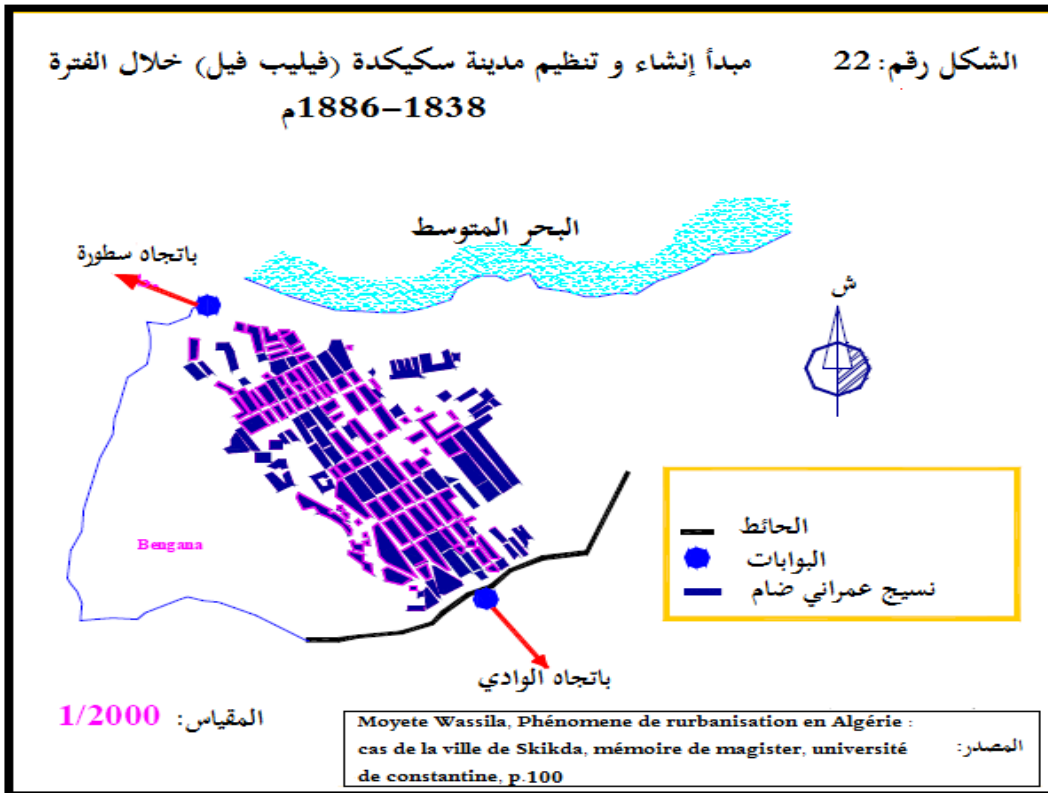 الشكل رقم: 22 مبدأ إنشاء و تنظيم مدينة سكيكدة (فيليب فيل) خلال الفترة
1838–1886م
البحر المتوسط
باتجاه سطورة
ش
Bengana
الحائط
البوابات
نسيج عمراني ضام
باتجاه الوادي
المقياس: 1/2000
المصدر:
Moyete Wassila, Phénomene de rurbanisation en Algérie :
cas de la ville de Skikda, mémoire de magister, université
de constantine, p.100